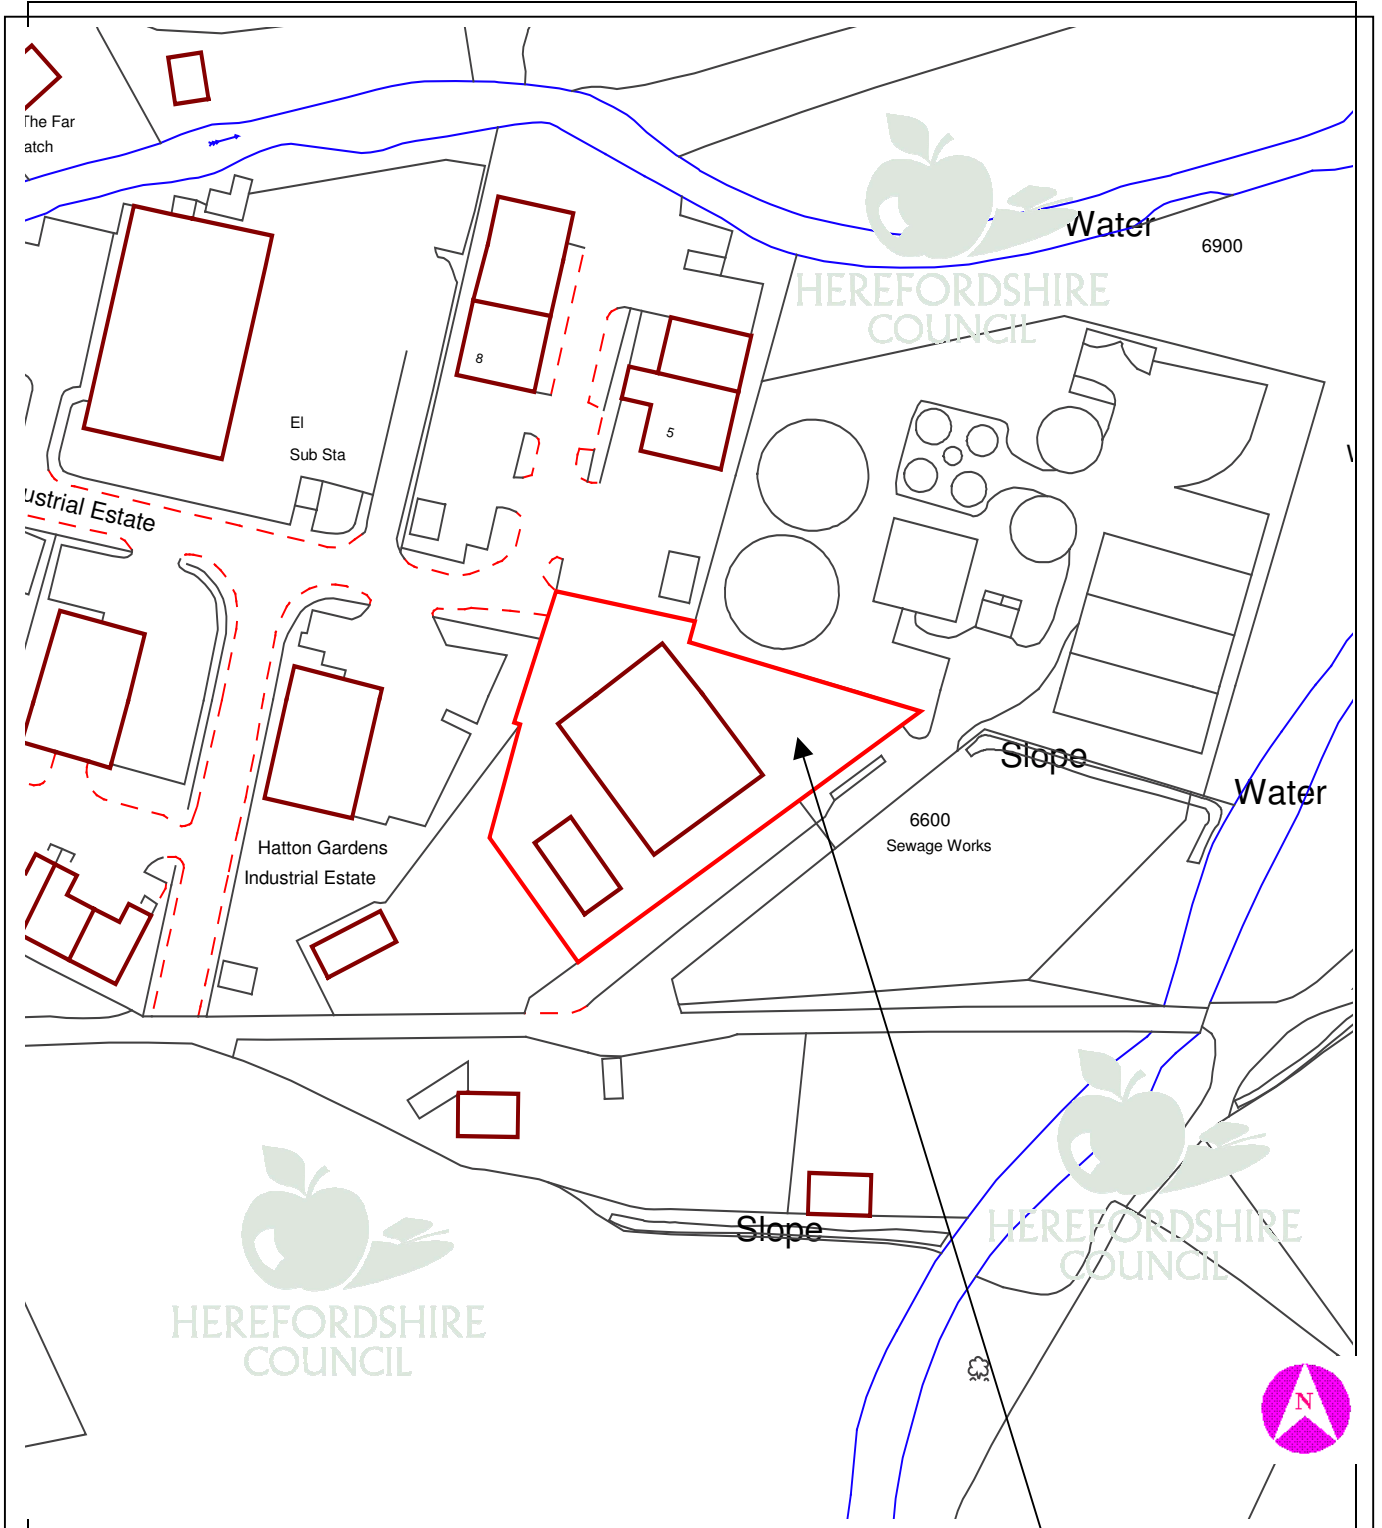 The Far
atch
Water
6900
HEREFORDSHIRE
COUNCIL
8
5
El
Sub Sta
ustrial Estate
Slope
Water
6600
Sewage Works
Hatton Gardens
Industrial Estate
Slope
HEREFORDSHIRE
COUNCIL
HEREFORDSHIRE
COUNCIL
N